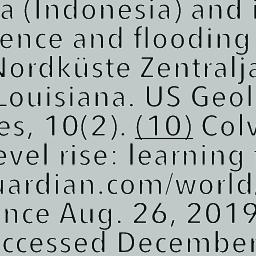 a (Indonesia) and i
ence and flooding
Nordküste Zentralja
Louisiana. US Geol
es, 10(2). (10) Colv
evel rise: learning
uardian.com/world/
nce Aug. 26, 2019
ccessed December